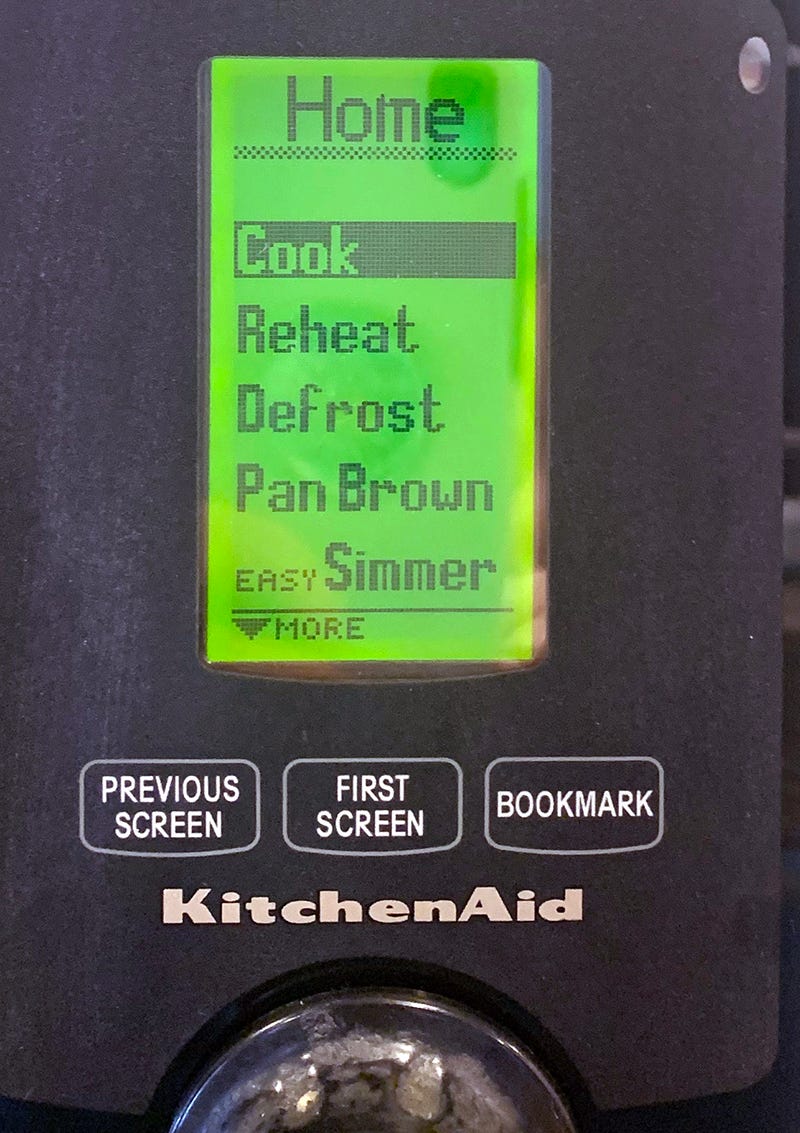 Home
Cook
Reheat
Defrost
Pan Brown
EASY Simmer
MORE
PREVIOUS SCREEN
FIRST SCREEN
BOOKMARK
KitchenAid